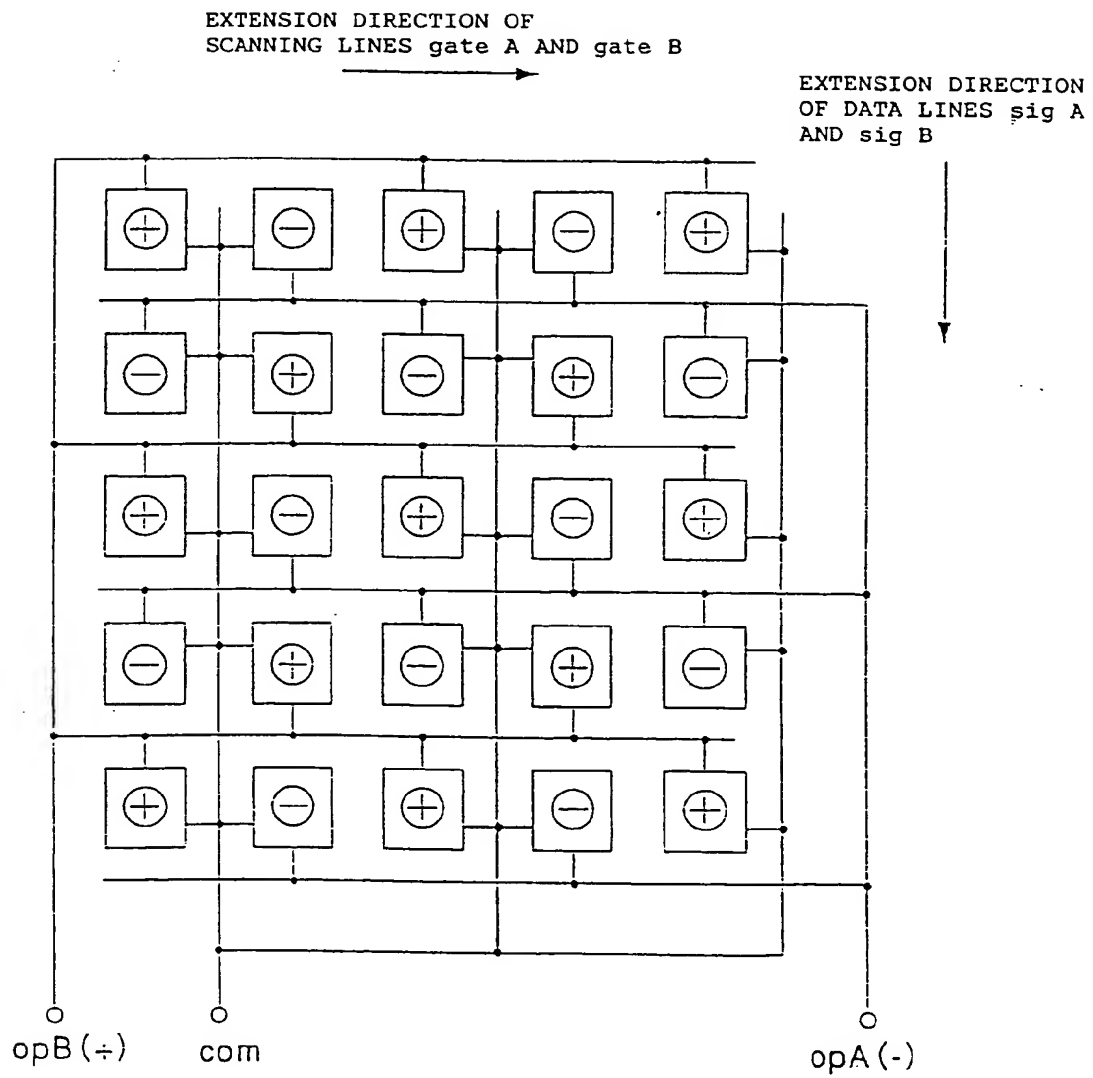 EXTENSION DIRECTION OF
SCANNING LINES gate A AND gate B
EXTENSION DIRECTION
OF DATA LINES sig A
AND sig B
opB(÷)
com
opA(-)